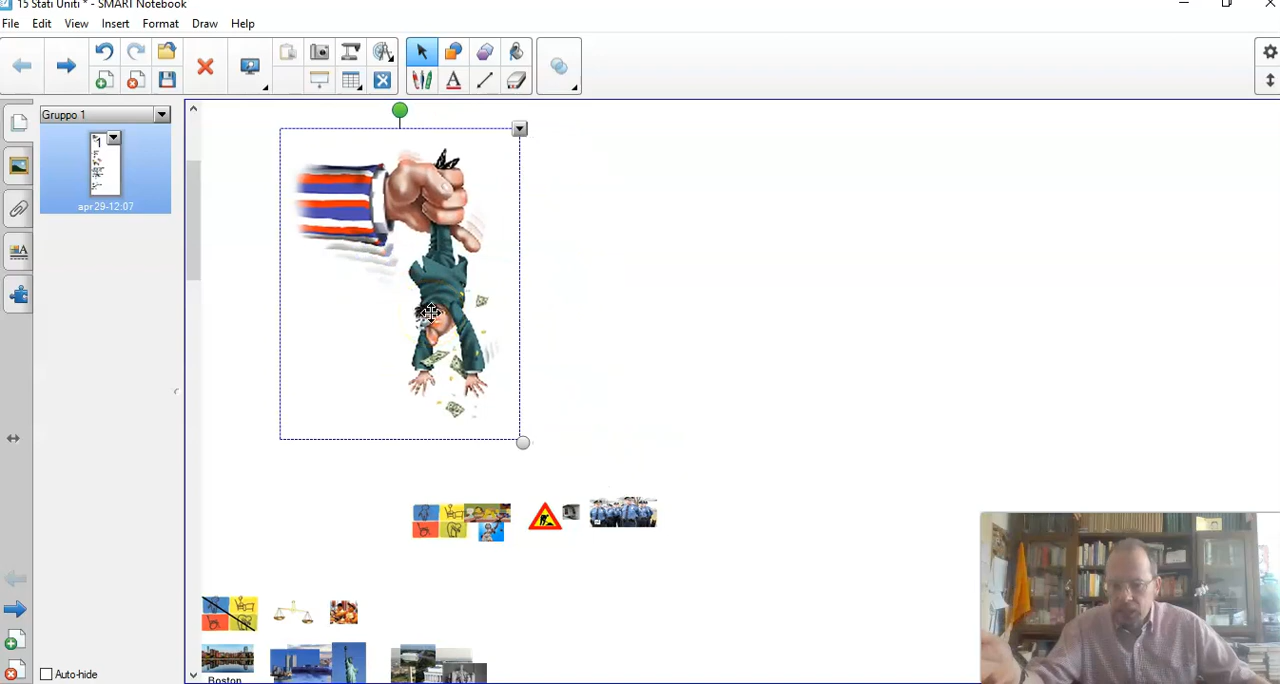 15 Stati Uniti * - SMART Notebook
File Edit View Insert Format Draw Help
Gruppo 1
apr29-12:07
Auto-hide
Boston